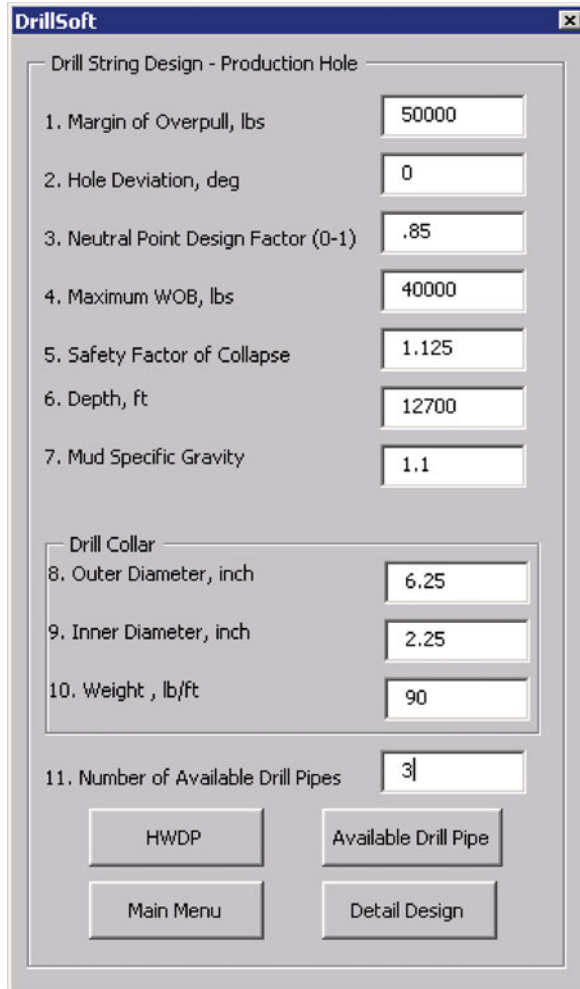 DrillSoft
Drill String Design - Production Hole
1. Margin of Overpull, lbs 50000
2. Hole Deviation, deg 0
3. Neutral Point Design Factor (0-1) .85
4. Maximum WOB, lbs 40000
5. Safety Factor of Collapse 1.125
6. Depth, ft 12700
7. Mud Specific Gravity 1.1
Drill Collar
8. Outer Diameter, inch 6.25
9. Inner Diameter, inch 2.25
10. Weight , lb/ft 90
11. Number of Available Drill Pipes 3
HWDP Available Drill Pipe
Main Menu Detail Design